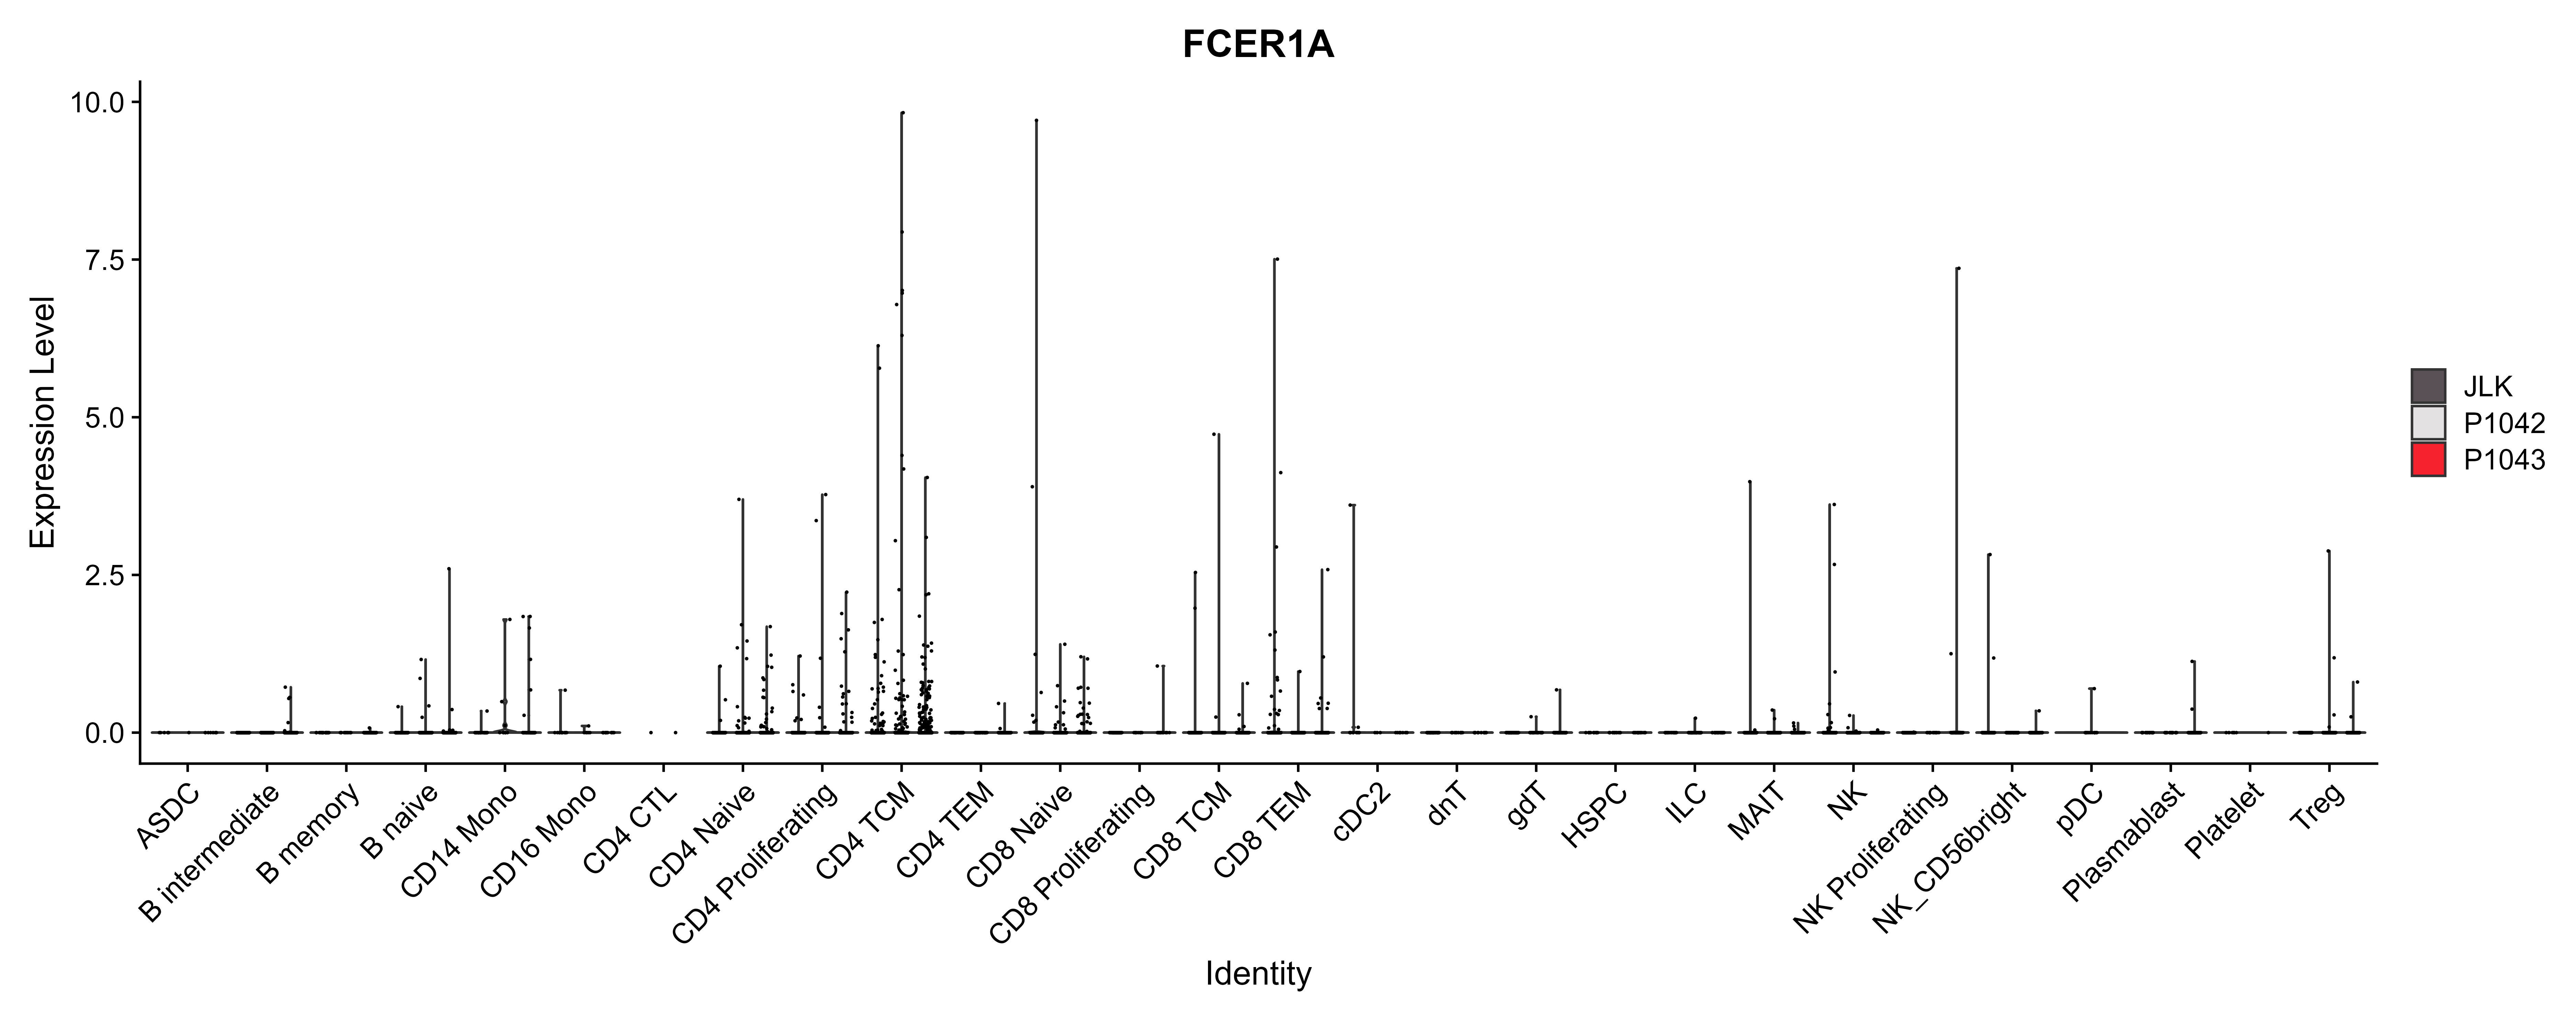 FCER1A
Expression Level
10.0
7.5
5.0
2.5
0.0
ASDC
B intermediate
B memory
B naive
CD14 Mono
CD16 Mono
CD4 CTL
CD4 Naive
CD4 Proliferating
CD4 TCM
CD4 TEM
CD8 Naive
CD8 Proliferating
CD8 TCM
CD8 TEM
cDC2
dnT
gdT
HSPC
ILC
MAIT
NK
NK Proliferating
NK_CD56bright
pDC
Plasmablast
Platelet
Treg
Identity
JLK
P1042
P1043